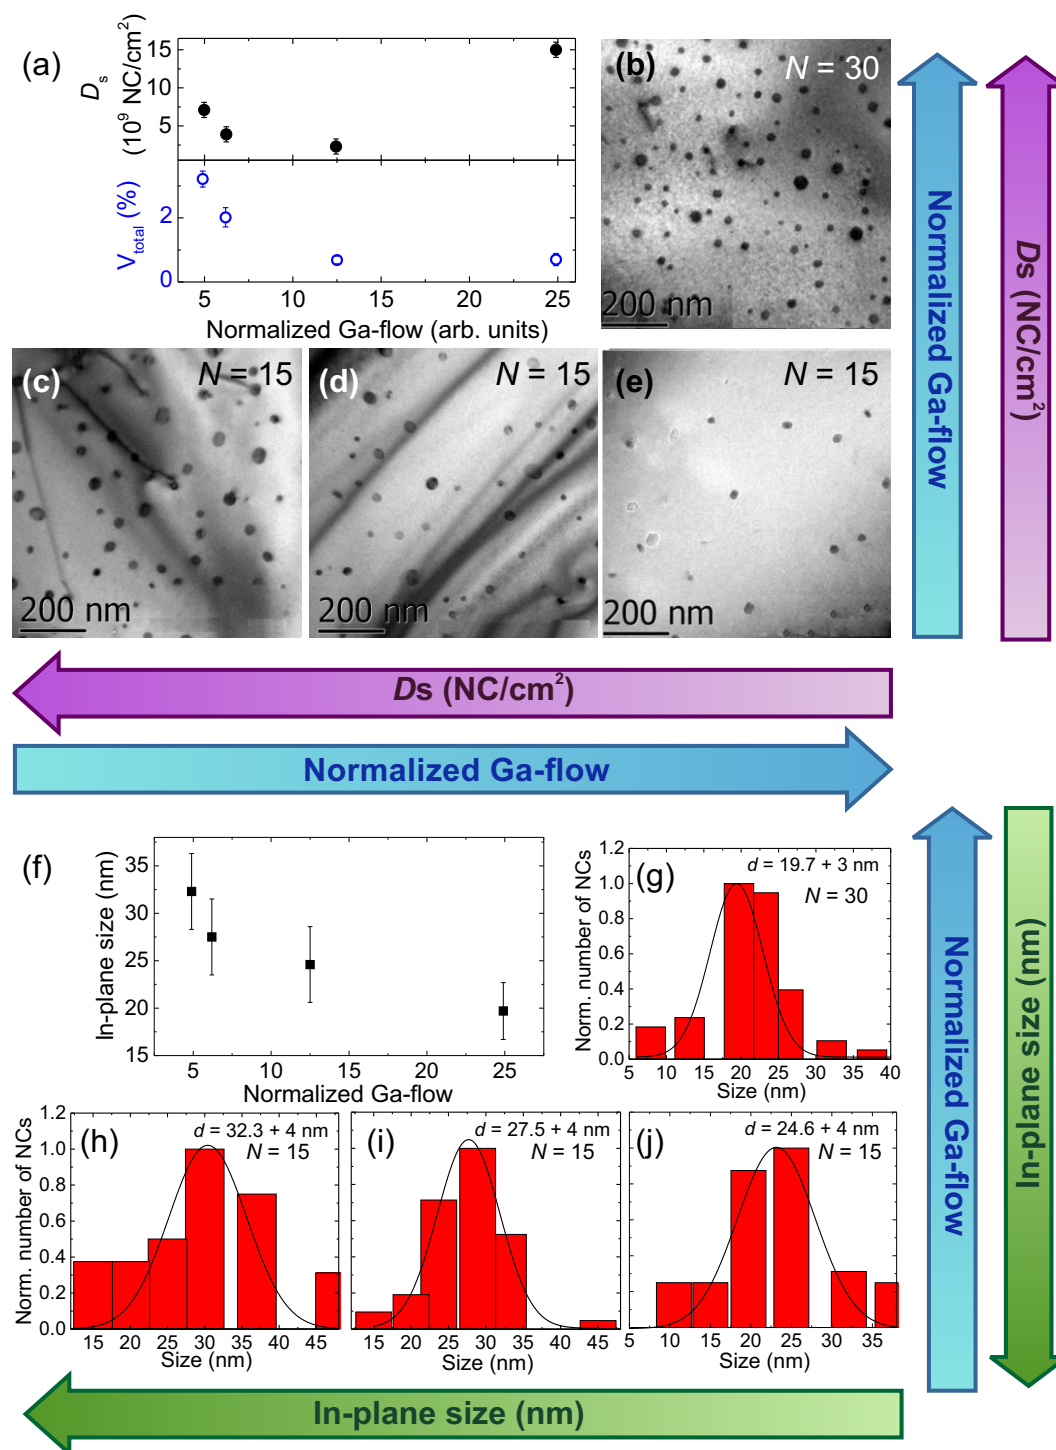 (a)
D_s
(10⁹ NC/cm²)
15
10
5
V_total (%)
2
0
5 10 15 20 25
Normalized Ga-flow (arb. units)
(b)
N = 30
200 nm
(c)
N = 15
200 nm
(d)
N = 15
200 nm
(e)
N = 15
200 nm
Normalized Ga-flow
Ds (NC/cm²)
Ds (NC/cm²)
Normalized Ga-flow
(f)
In-plane size (nm)
35
30
25
20
15
5 10 15 20 25
Normalized Ga-flow
(g)
d = 19.7 + 3 nm
N = 30
Norm. number of NCs
1.2
1.0
0.8
0.6
0.4
0.2
0.0
5 10 15 20 25 30 35 40
Size (nm)
(h)
d = 32.3 + 4 nm
N = 15
Norm. number of NCs
1.2
1.0
0.8
0.6
0.4
0.2
0.0
15 20 25 30 35 40 45
Size (nm)
(i)
d = 27.5 + 4 nm
N = 15
15 20 25 30 35 40 45
Size (nm)
(j)
d = 24.6 + 4 nm
N = 15
10 15 20 25 30 35
Size (nm)
Normalized Ga-flow
In-plane size (nm)
In-plane size (nm)